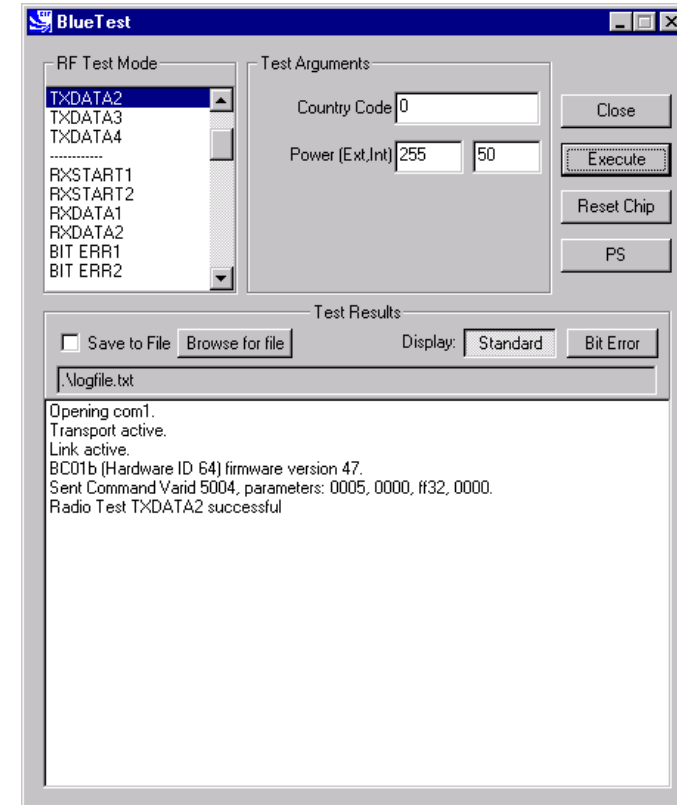 BlueTest
RF Test Mode
TXDATA2
TXDATA3
TXDATA4
------------
RXSTART1
RXSTART2
RXDATA1
RXDATA2
BIT ERR1
BIT ERR2
Test Arguments
Country Code 0
Power (Ext,Int) 255 50
Close
Execute
Reset Chip
PS
Test Results
Save to File Browse for file Display: Standard Bit Error
.\logfile.txt
Opening com1.
Transport active.
Link active.
BC01b (Hardware ID 64) firmware version 47.
Sent Command Varid 5004, parameters: 0005, 0000, ff32, 0000.
Radio Test TXDATA2 successful